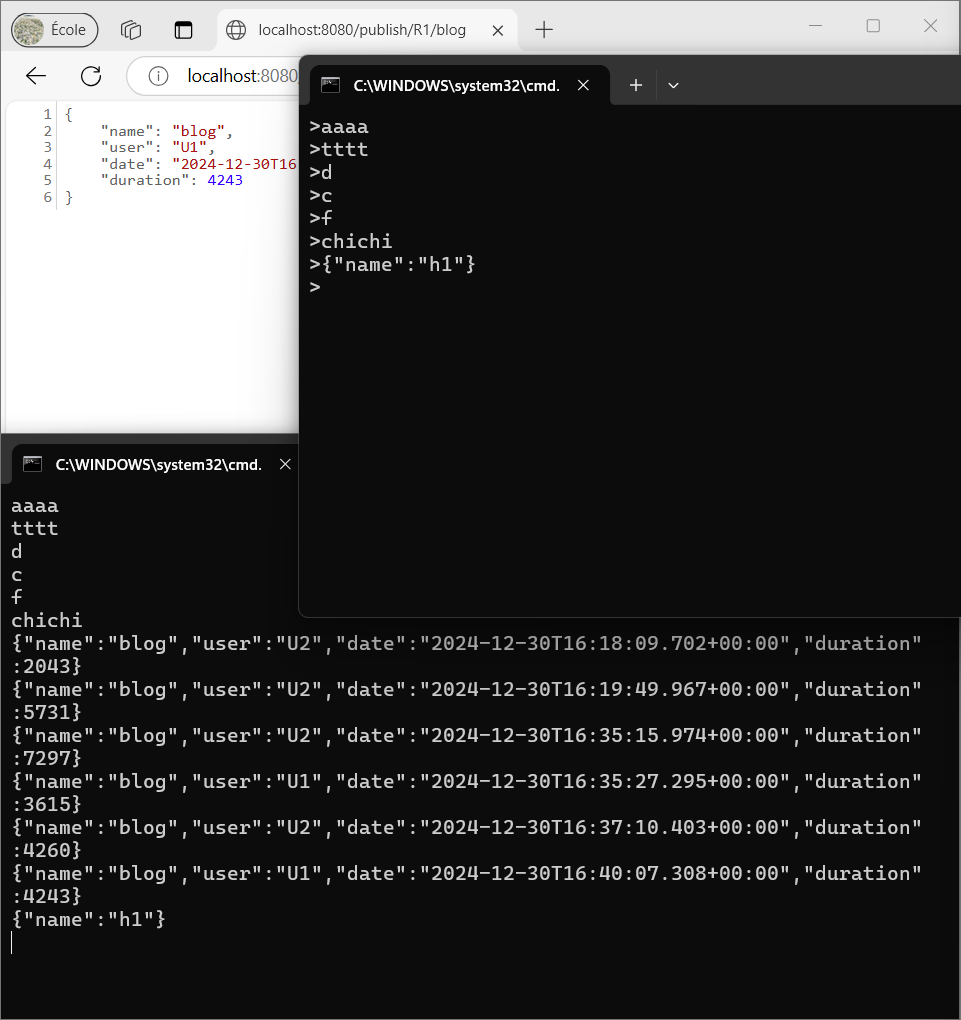 École
localhost:8080/publish/R1/blog
localhost:8080
C:\WINDOWS\system32\cmd.
1 {
2 "name": "blog",
3 "user": "U1",
4 "date": "2024-12-30T16
5 "duration": 4243
6 }
>aaaa
>tttt
>d
>c
>f
>chichi
>{"name":"h1"}
>
C:\WINDOWS\system32\cmd.
aaaa
tttt
d
c
f
chichi
{"name":"blog","user":"U2","date":"2024-12-30T16:18:09.702+00:00","duration"
:2043}
{"name":"blog","user":"U2","date":"2024-12-30T16:19:49.967+00:00","duration"
:5731}
{"name":"blog","user":"U2","date":"2024-12-30T16:35:15.974+00:00","duration"
:7297}
{"name":"blog","user":"U1","date":"2024-12-30T16:35:27.295+00:00","duration"
:3615}
{"name":"blog","user":"U2","date":"2024-12-30T16:37:10.403+00:00","duration"
:4260}
{"name":"blog","user":"U1","date":"2024-12-30T16:40:07.308+00:00","duration"
:4243}
{"name":"h1"}